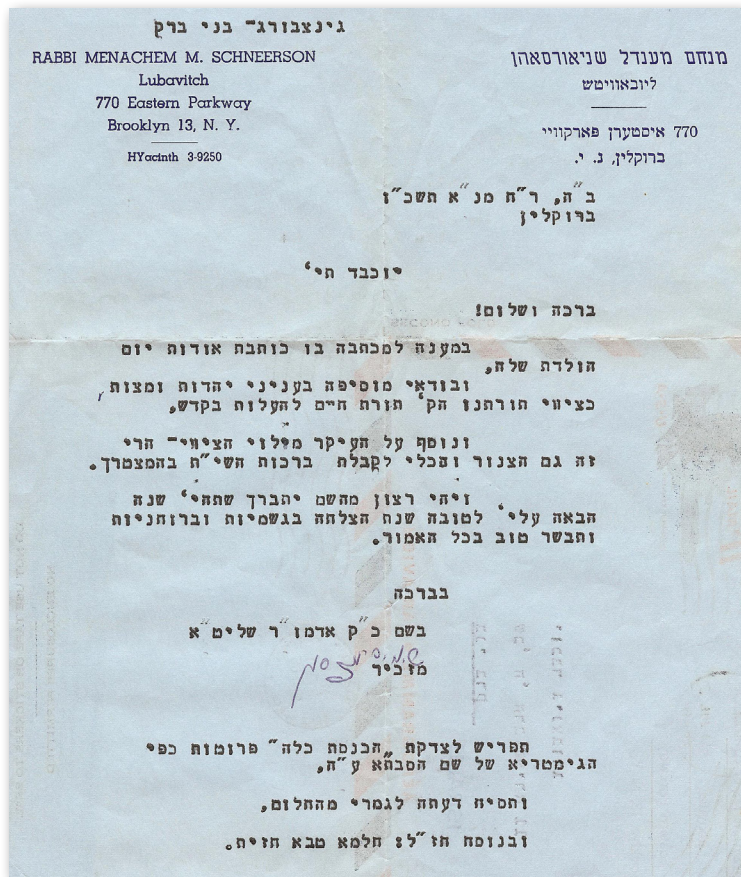 גינצבורג- בני ברק
RABBI MENACHEM M. SCHNEERSON
Lubavitch
770 Eastern Parkway
Brooklyn 13, N. Y.
HYacinth 3-9250
מנחם מענדל שניאורסאהן
ליובאוויטש
770 איסטערן פארקוויי
ברוקלין, נ. י.
ב"ה, ר"ח מנ"א תשכ"ו
ברוקלין
יוכבד תי'
ברכה ושלום!
במענה למכתבה בו כותבת אודות יום
הולדת שלה,
ובודאי מוסיפה בעניני יהדות ומצות,
כציווי תורתנו הק' תורת חיים להעלות בקדש,
ונוסף על העיקר מילוי הציווי- הרי
זה גם הצנור והכלי לקבלת ברכות השי"ת בהמצטרך.
ויהי רצון מהשם יתברך שתהי' שנה
הבאה עלי' לטובה שנת הצלחה בגשמיות וברוחניות
ותבשר טוב בכל האמור.
בברכה
בשם כ"ק אדמו"ר שליט"א
מזכיר
תפריש לצדקת "הכנסת כלה" פרוטות כפי
הגימטריא של שם הסבתא ע"ה,
ותסיח דעתה לגמרי מהחלום,
ובנוסח חז"ל: חלמא טבא חזית.